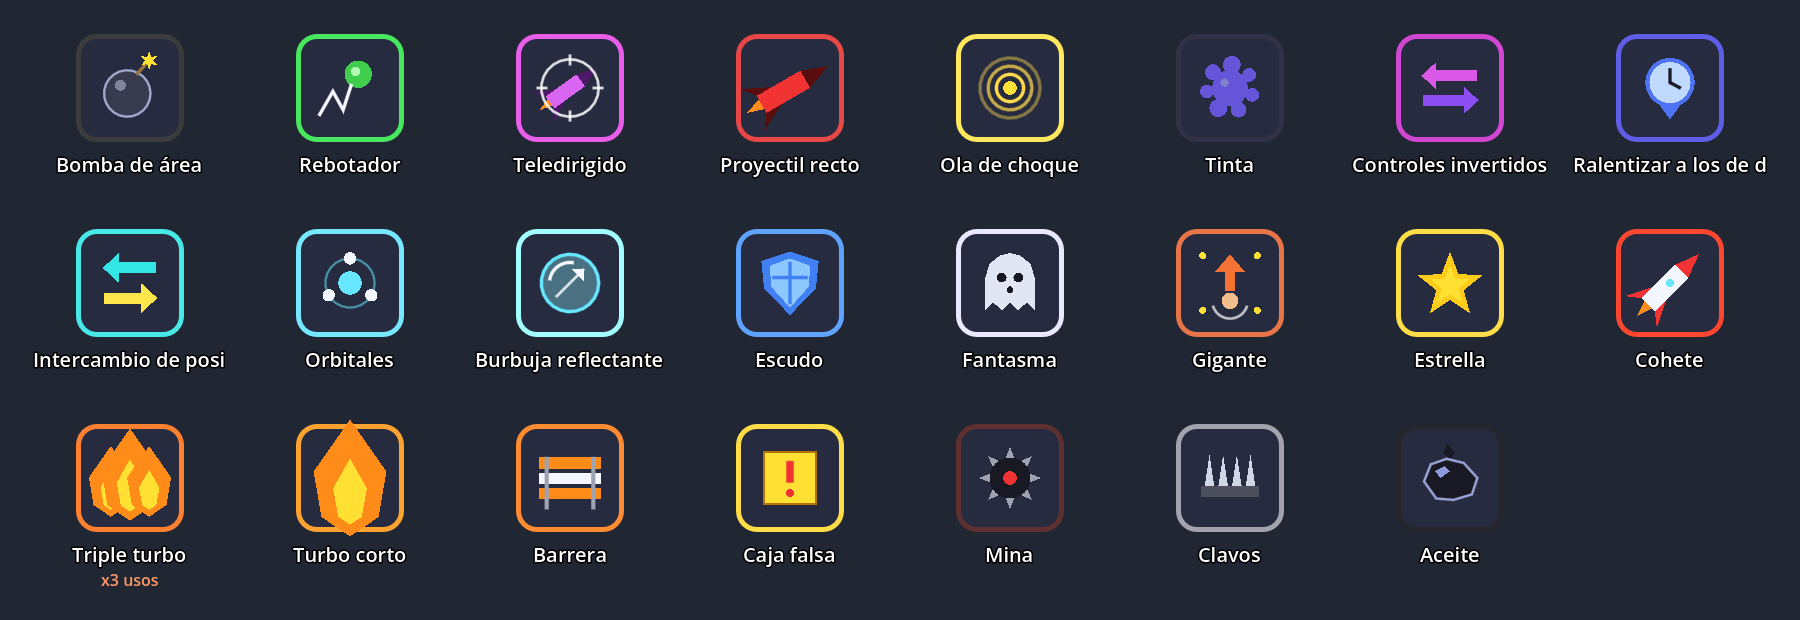 Bomba de área
Rebotador
Teledirigido
Proyectil recto
Ola de choque
Tinta
Controles invertidos
Ralentizar a los de d
Intercambio de posi
Orbitales
Burbuja reflectante
Escudo
Fantasma
Gigante
Estrella
Cohete
Triple turbo
x3 usos
Turbo corto
Barrera
!
Caja falsa
Mina
Clavos
Aceite